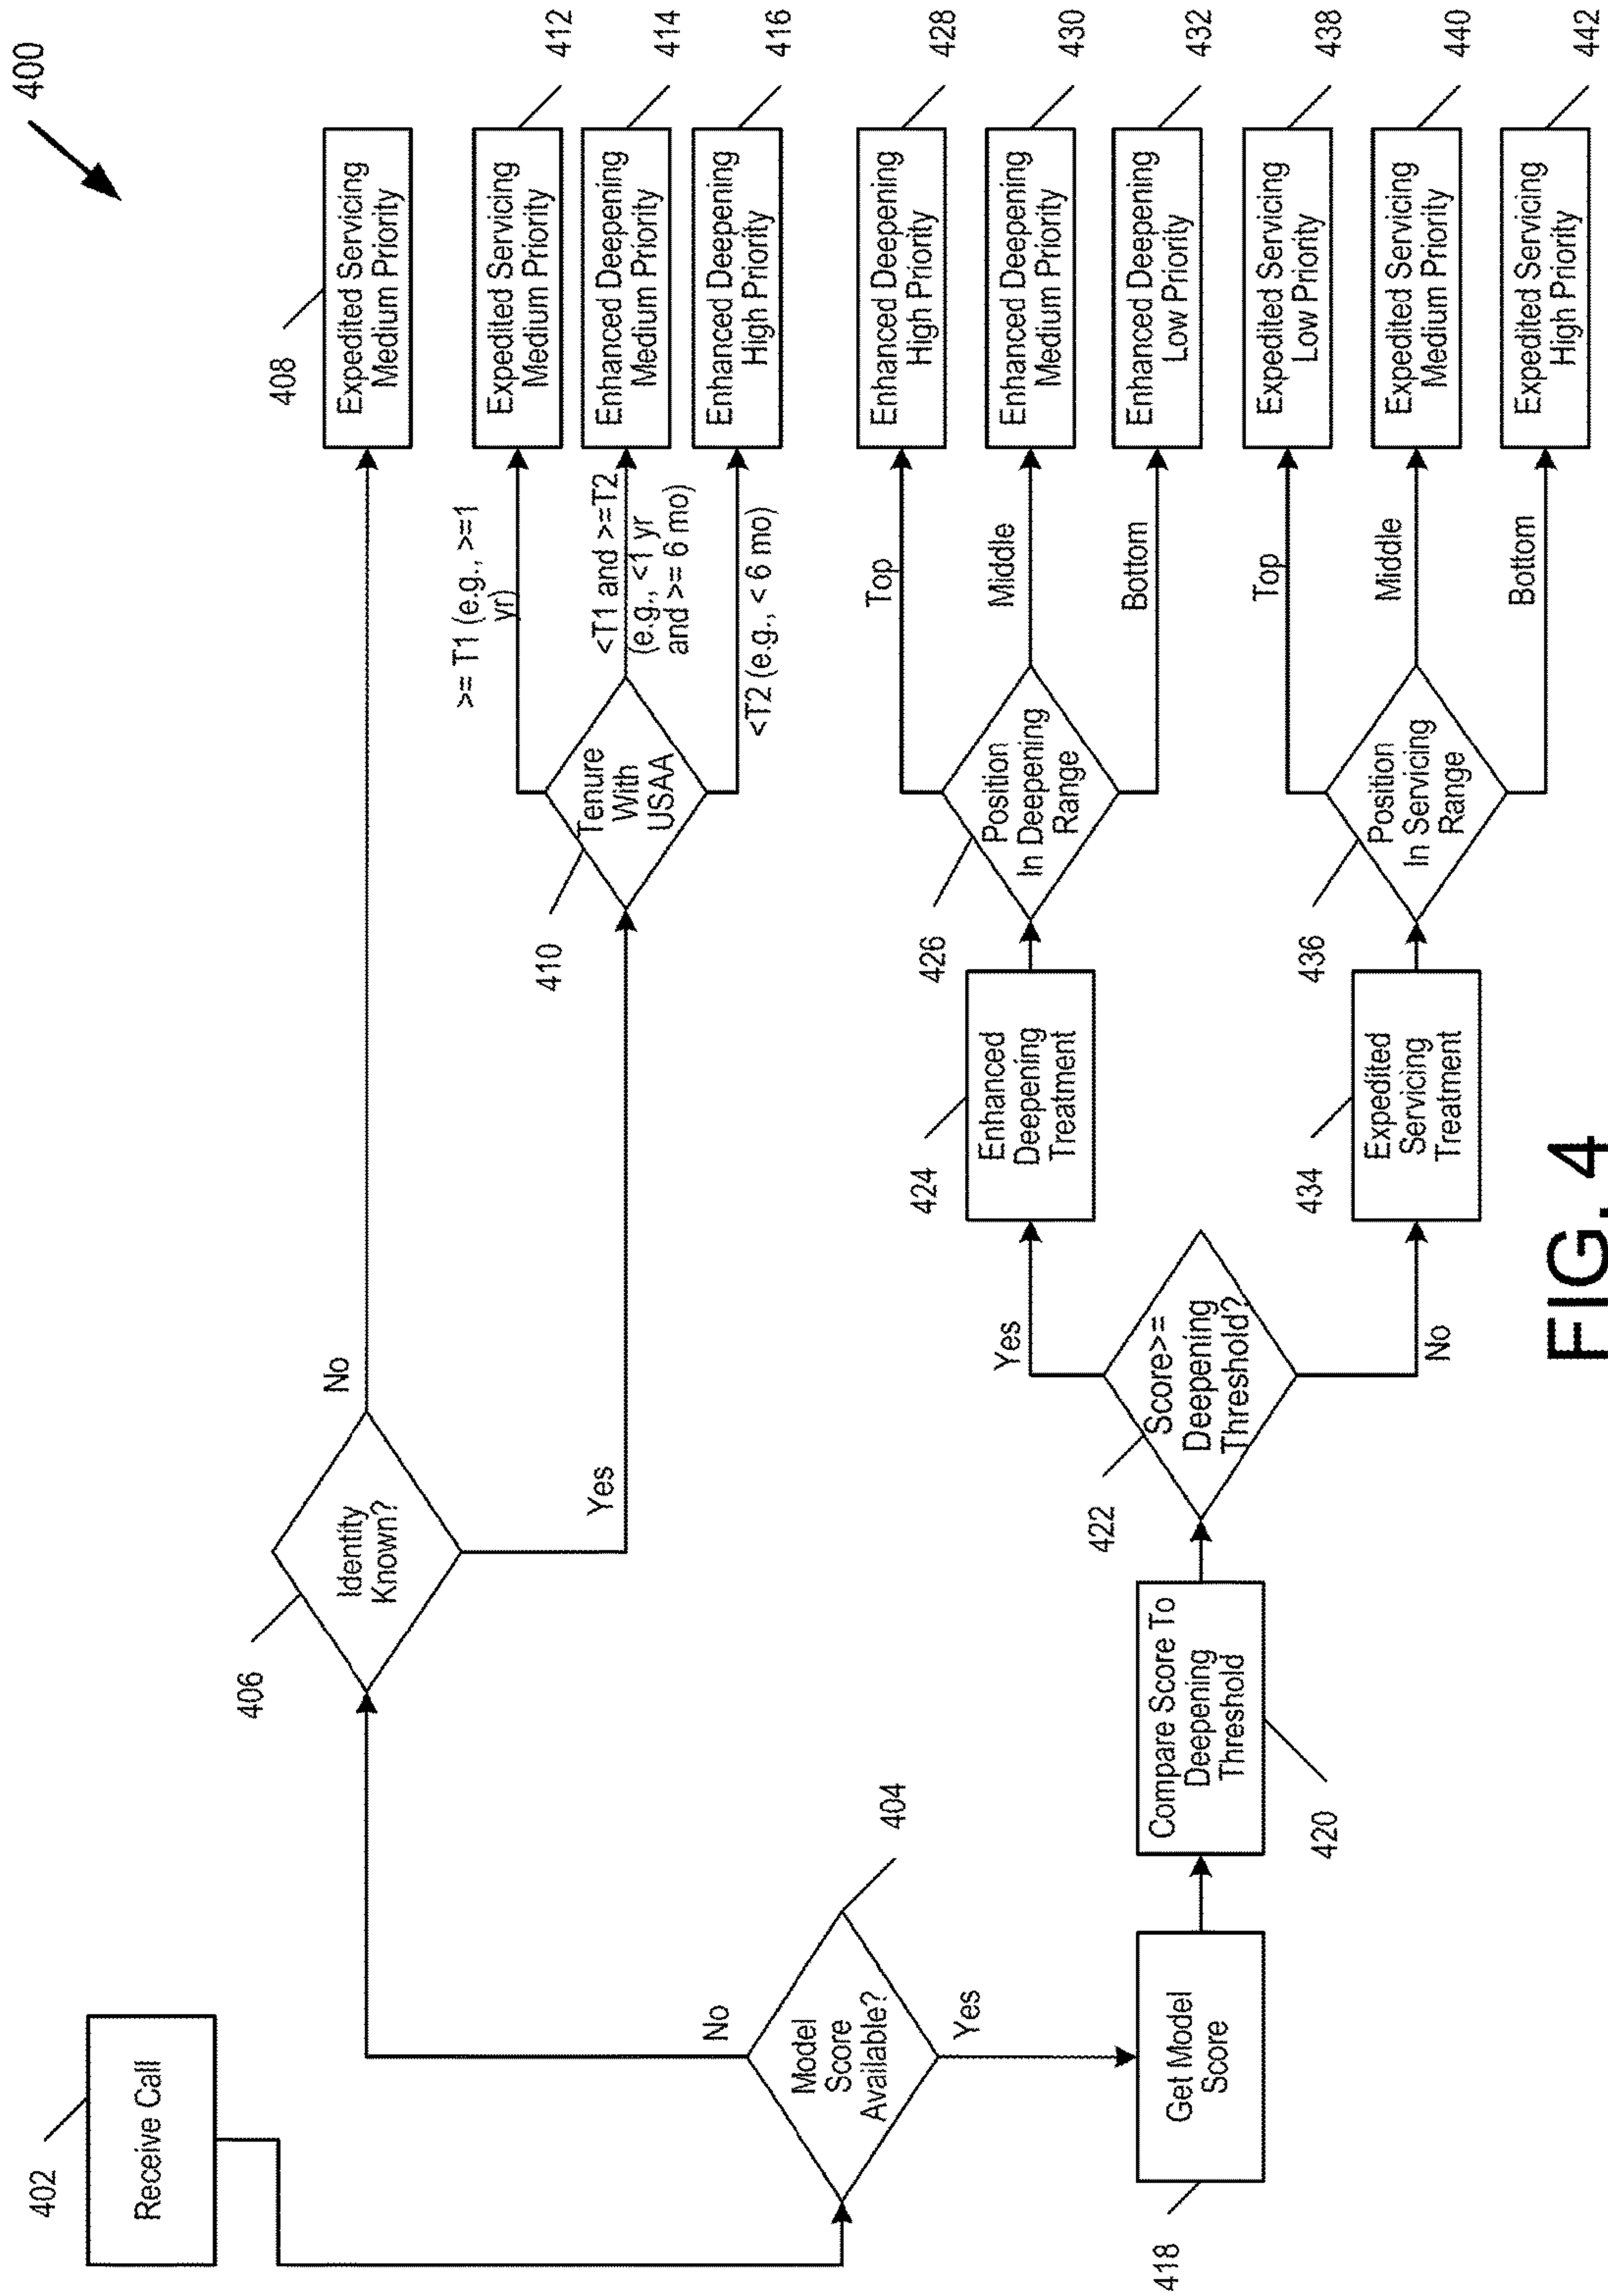 400
402
Receive Call
404
Model
Score
Available?
No
Yes
406
Identity
Known?
No
Yes
408
Expedited Servicing
Medium Priority
410
Tenure
With
USAA
>= T1 (e.g., >=1
yr)
<T1 and >=T2
(e.g., <1 yr
and >= 6 mo)
<T2 (e.g., < 6 mo)
Expedited Servicing
Medium Priority
412
Enhanced Deepening
Medium Priority
414
Enhanced Deepening
High Priority
416
418
Get Model
Score
Compare Score To
Deepening
Threshold
420
422
Score>=
Deepening
Threshold?
Yes
No
424
Enhanced
Deepening
Treatment
426
Position
In Deepening
Range
Top
Middle
Bottom
Enhanced Deepening
High Priority
428
Enhanced Deepening
Medium Priority
430
Enhanced Deepening
Low Priority
432
434
Expedited
Servicing
Treatment
436
Position
In Servicing
Range
Top
Middle
Bottom
Expedited Servicing
Low Priority
438
Expedited Servicing
Medium Priority
440
Expedited Servicing
High Priority
442
FIG. 4